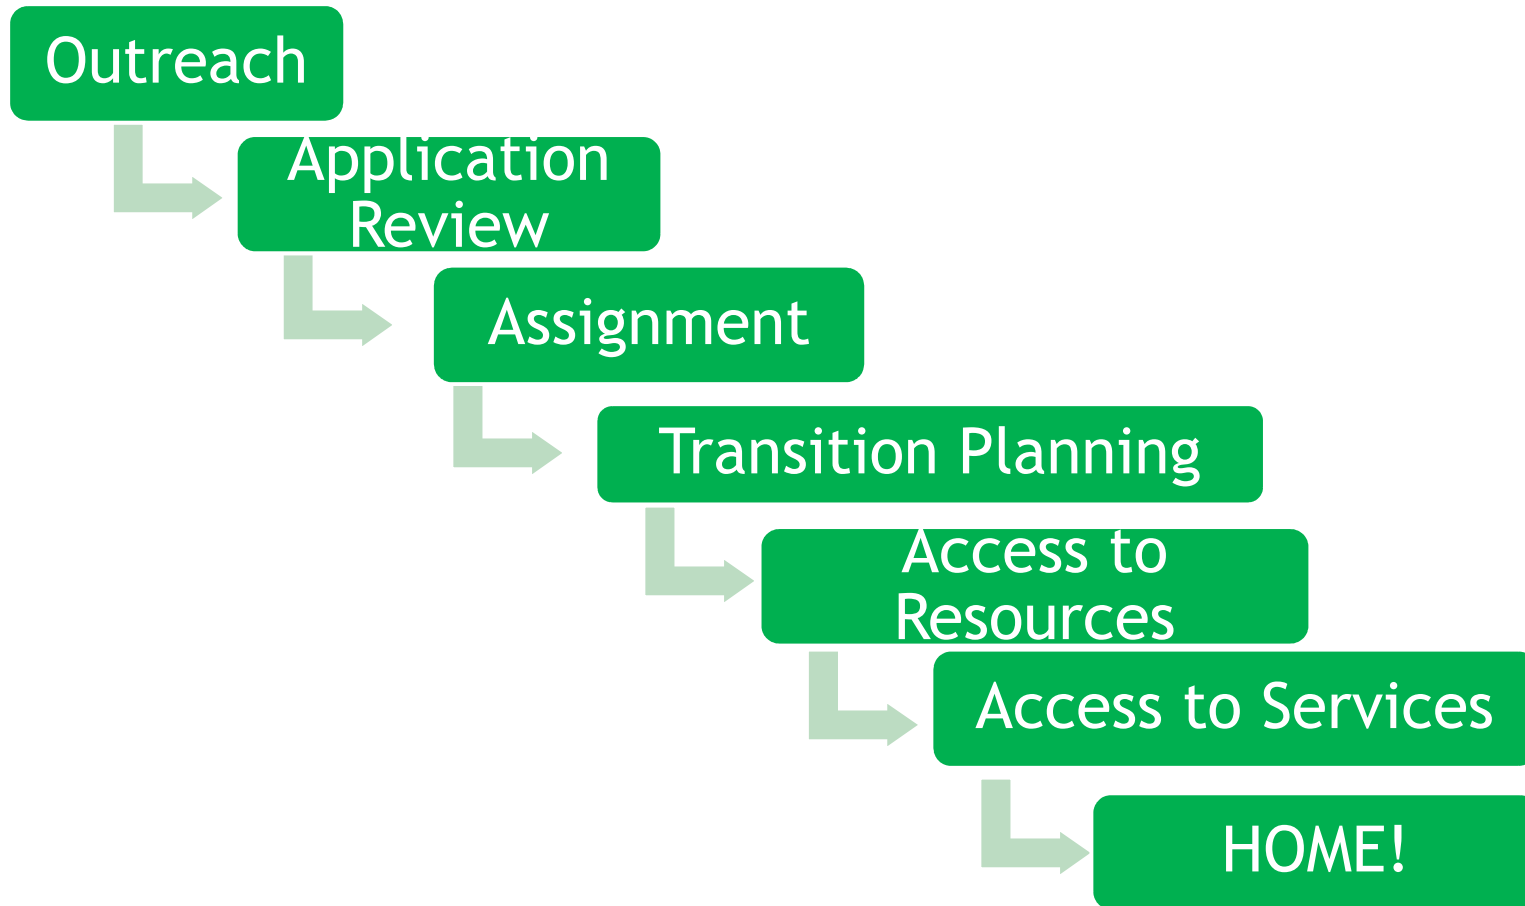 Outreach
Application
Review
Assignment
Transition Planning
Access to
Resources
Access to Services
HOME!